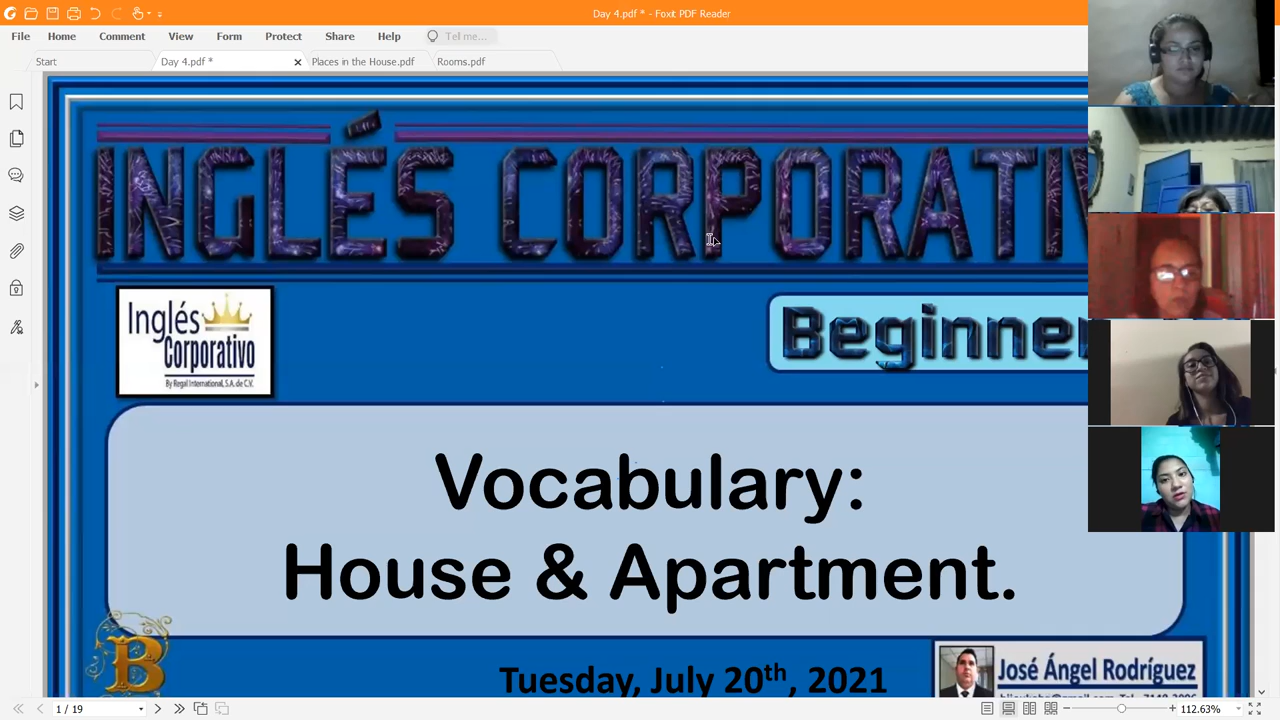 Day 4.pdf * - Foxit PDF Reader
File Home Comment View Form Protect Share Help Tell me...
Start Day 4.pdf * Places in the House.pdf Rooms.pdf
INGLÉS CORPORATIV
Inglés
Corporativo
By Regal International, S.A. de C.V.
Beginner
Vocabulary:
House & Apartment.
B
Tuesday, July 20th, 2021
José Ángel Rodríguez
1 / 19
112.63%